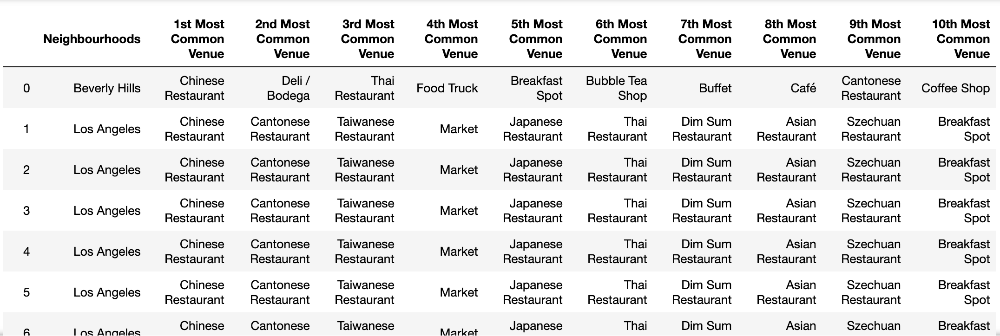 Neighbourhoods 1st Most Common Venue 2nd Most Common Venue 3rd Most Common Venue 4th Most Common Venue 5th Most Common Venue 6th Most Common Venue 7th Most Common Venue 8th Most Common Venue 9th Most Common Venue 10th Most Common Venue
0 Beverly Hills Chinese Restaurant Deli / Bodega Thai Restaurant Food Truck Breakfast Spot Bubble Tea Shop Buffet Café Cantonese Restaurant Coffee Shop
1 Los Angeles Chinese Restaurant Cantonese Restaurant Taiwanese Restaurant Market Japanese Restaurant Thai Restaurant Dim Sum Restaurant Asian Restaurant Szechuan Restaurant Breakfast Spot
2 Los Angeles Chinese Restaurant Cantonese Restaurant Taiwanese Restaurant Market Japanese Restaurant Thai Restaurant Dim Sum Restaurant Asian Restaurant Szechuan Restaurant Breakfast Spot
3 Los Angeles Chinese Restaurant Cantonese Restaurant Taiwanese Restaurant Market Japanese Restaurant Thai Restaurant Dim Sum Restaurant Asian Restaurant Szechuan Restaurant Breakfast Spot
4 Los Angeles Chinese Restaurant Cantonese Restaurant Taiwanese Restaurant Market Japanese Restaurant Thai Restaurant Dim Sum Restaurant Asian Restaurant Szechuan Restaurant Breakfast Spot
5 Los Angeles Chinese Restaurant Cantonese Restaurant Taiwanese Restaurant Market Japanese Restaurant Thai Restaurant Dim Sum Restaurant Asian Restaurant Szechuan Restaurant Breakfast Spot
6 Los Angeles Chinese Cantonese Taiwanese Market Japanese Thai Dim Sum Asian Szechuan Breakfast